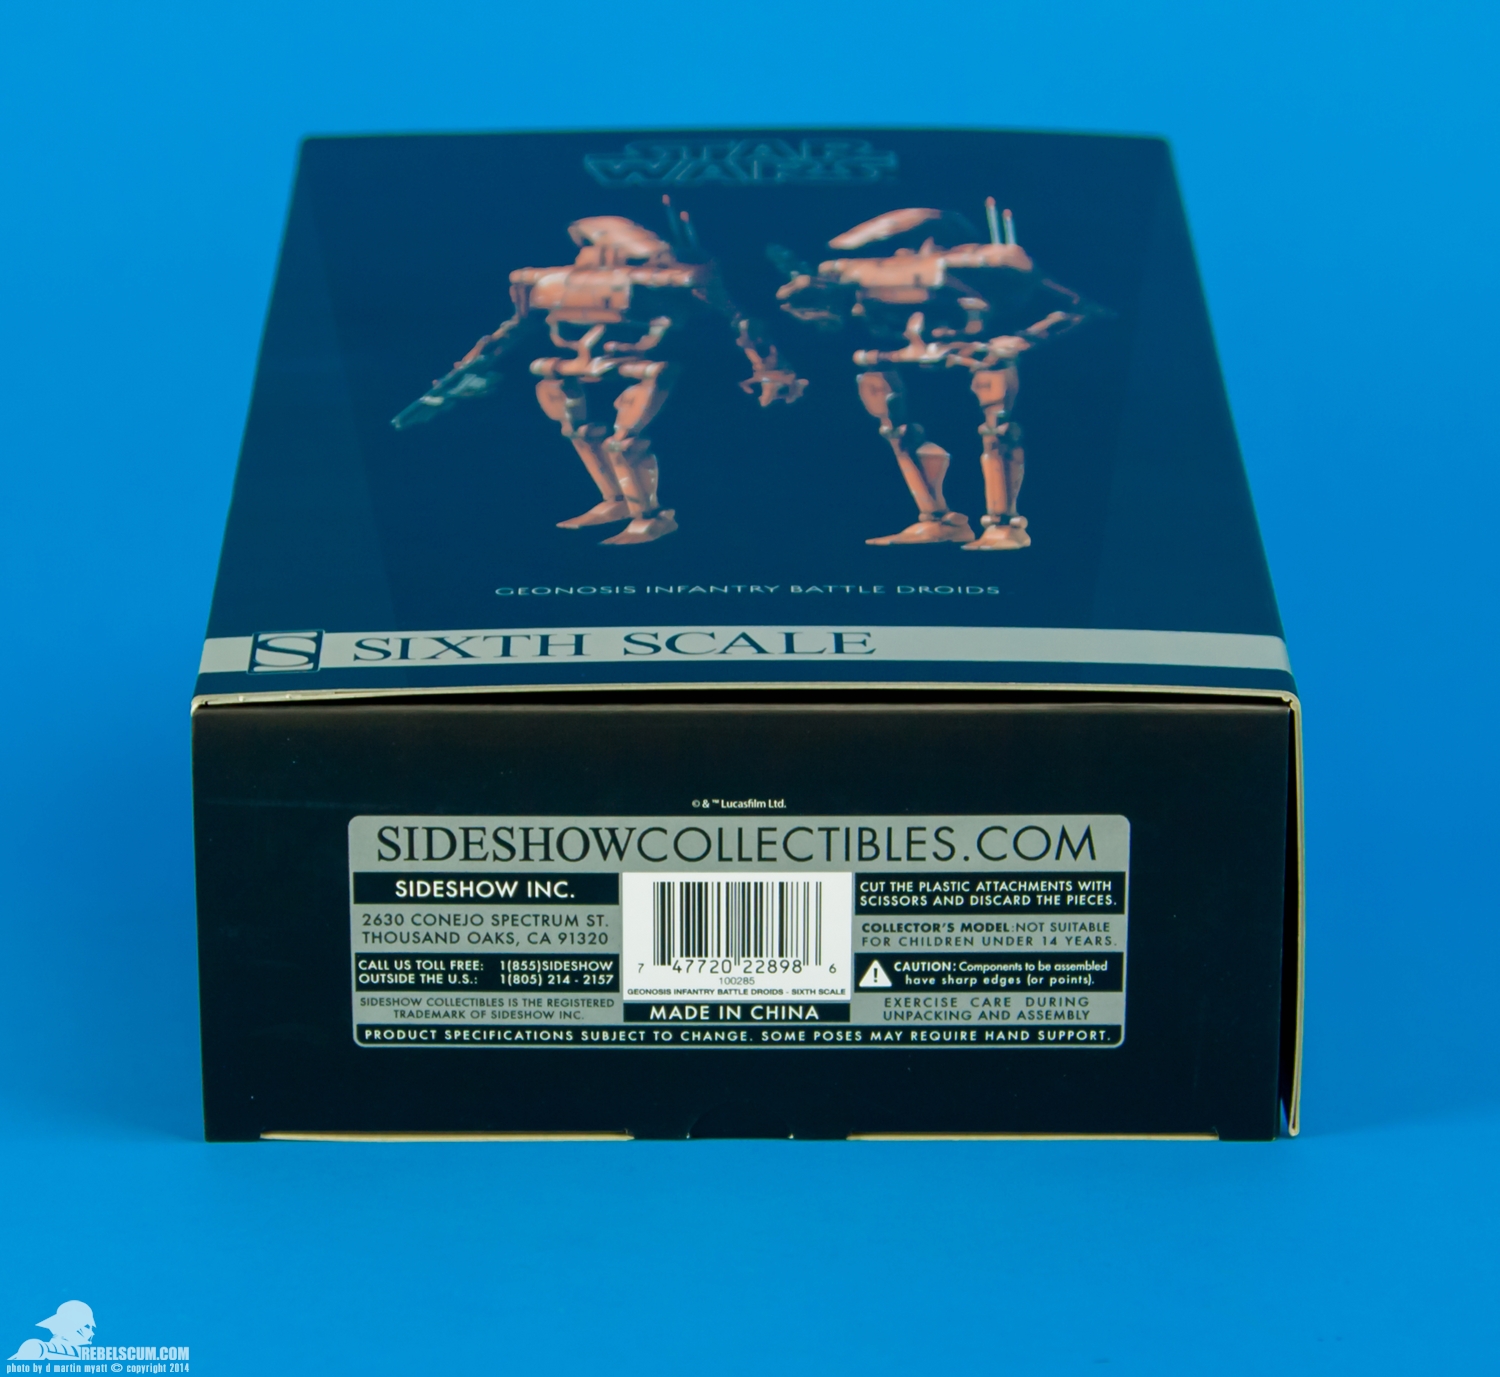 STAR
WARS
GEONOSIS INFANTRY BATTLE DROIDS
S SIXTH SCALE
© & ™ Lucasfilm Ltd.
SIDESHOWCOLLECTIBLES.COM
SIDESHOW INC.
2630 CONEJO SPECTRUM ST.
THOUSAND OAKS, CA 91320
CALL US TOLL FREE: 1(855)SIDESHOW
OUTSIDE THE U.S.: 1(805) 214 - 2157
SIDESHOW COLLECTIBLES IS THE REGISTERED
TRADEMARK OF SIDESHOW INC.
7 47720 22898 6
100285
GEONOSIS INFANTRY BATTLE DROIDS - SIXTH SCALE
MADE IN CHINA
CUT THE PLASTIC ATTACHMENTS WITH
SCISSORS AND DISCARD THE PIECES.
COLLECTOR'S MODEL: NOT SUITABLE
FOR CHILDREN UNDER 14 YEARS.
CAUTION: Components to be assembled
have sharp edges (or points).
EXERCISE CARE DURING
UNPACKING AND ASSEMBLY
PRODUCT SPECIFICATIONS SUBJECT TO CHANGE. SOME POSES MAY REQUIRE HAND SUPPORT.
REBELSCUM.COM
photo by d martin myatt © copyright 2014